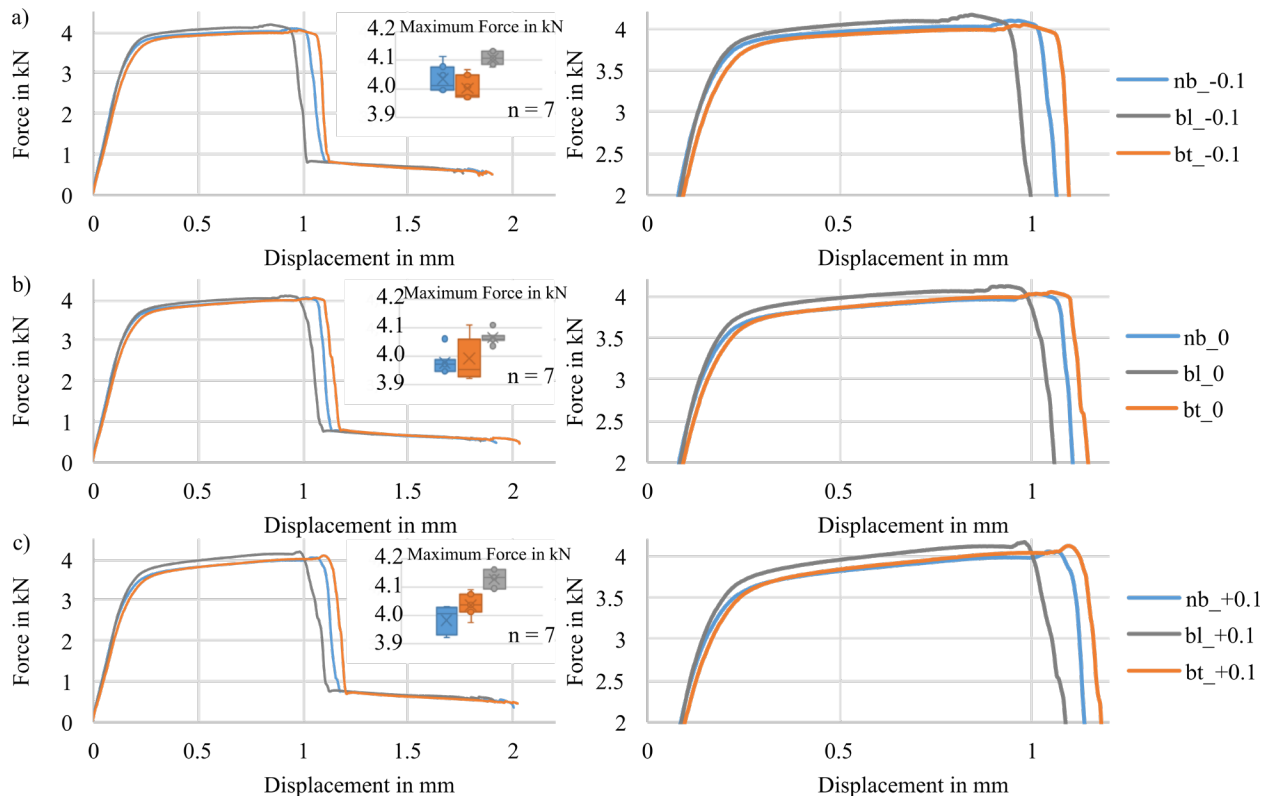 a)
Force in kN
4
3
2
1
0
0
0.5
1
1.5
2
Displacement in mm
Maximum Force in kN
4.2
4.1
4.0
3.9
n = 7
Force in kN
4
3.5
3
2.5
2
0
0.5
1
Displacement in mm
nb_-0.1
bl_-0.1
bt_-0.1
b)
Force in kN
4
3
2
1
0
0
0.5
1
1.5
2
Displacement in mm
Maximum Force in kN
4.2
4.1
4.0
3.9
n = 7
Force in kN
4
3.5
3
2.5
2
0
0.5
1
Displacement in mm
nb_0
bl_0
bt_0
c)
Force in kN
4
3
2
1
0
0
0.5
1
1.5
2
Displacement in mm
Maximum Force in kN
4.2
4.1
4.0
3.9
n = 7
Force in kN
4
3.5
3
2.5
2
0
0.5
1
Displacement in mm
nb_+0.1
bl_+0.1
bt_+0.1